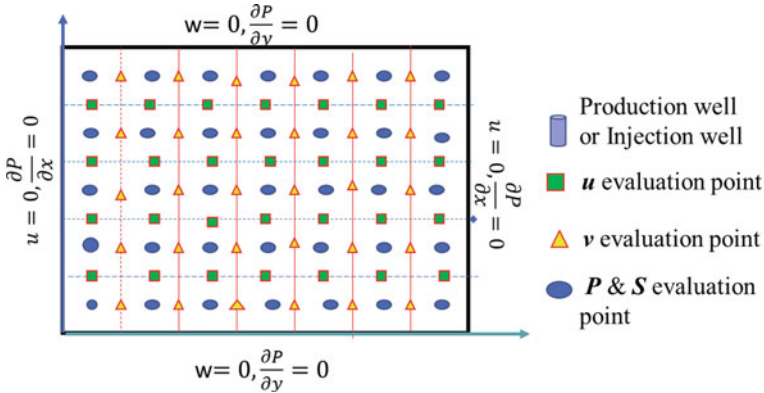 w= 0, ∂P/∂y = 0
u = 0, ∂P/∂x = 0
u = 0, ∂P/∂x = 0
w= 0, ∂P/∂y = 0
Production well
or Injection well
u evaluation point
v evaluation point
P & S evaluation
point